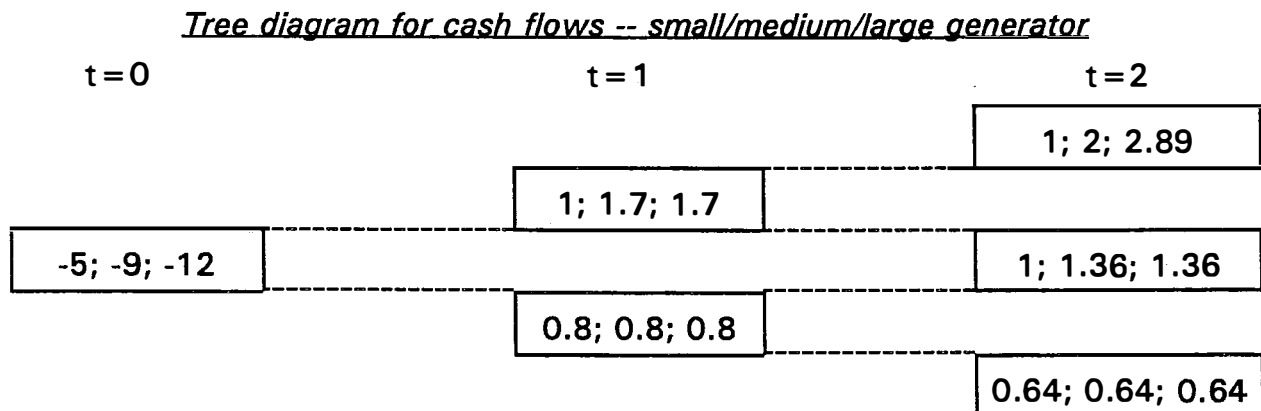 Tree diagram for cash flows -- small/medium/large generator
t=0 t=1 t=2
1; 2; 2.89
1; 1.7; 1.7
-5; -9; -12 1; 1.36; 1.36
0.8; 0.8; 0.8
0.64; 0.64; 0.64